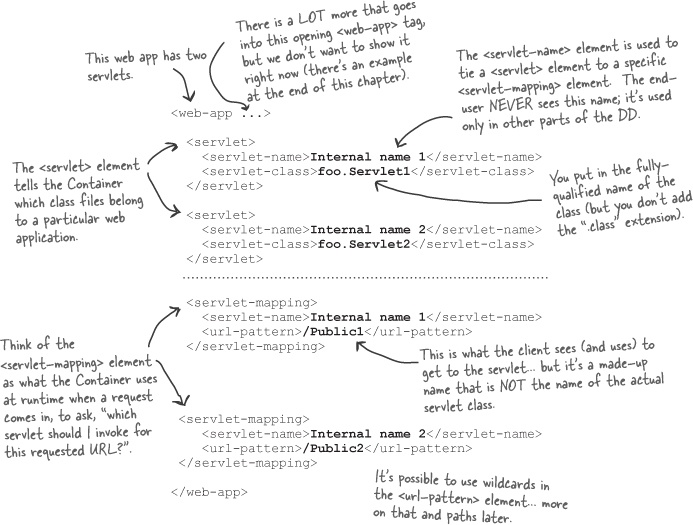 There is a LOT more that goes
into this opening <web-app> tag,
but we don't want to show it
right now (there's an example
at the end of this chapter).
This web app has two
servlets.
The <servlet-name> element is used to
tie a <servlet> element to a specific
<servlet-mapping> element. The end-
user NEVER sees this name; it's used
only in other parts of the DD.
<web-app ...>
<servlet>
<servlet-name>Internal name 1</servlet-name>
<servlet-class>foo.Servlet1</servlet-class>
</servlet>
The <servlet> element
tells the Container
which class files belong
to a particular web
application.
You put in the fully-
qualified name of the
class (but you don't add
the ".class" extension).
<servlet>
<servlet-name>Internal name 2</servlet-name>
<servlet-class>foo.Servlet2</servlet-class>
</servlet>
<servlet-mapping>
<servlet-name>Internal name 1</servlet-name>
<url-pattern>/Public1</url-pattern>
</servlet-mapping>
Think of the
<servlet-mapping> element
as what the Container uses
at runtime when a request
comes in, to ask, "which
servlet should I invoke for
this requested URL?".
This is what the client sees (and uses) to
get to the servlet... but it's a made-up
name that is NOT the name of the actual
servlet class.
<servlet-mapping>
<servlet-name>Internal name 2</servlet-name>
<url-pattern>/Public2</url-pattern>
</servlet-mapping>
It's possible to use wildcards in
the <url-pattern> element... more
on that and paths later.
</web-app>